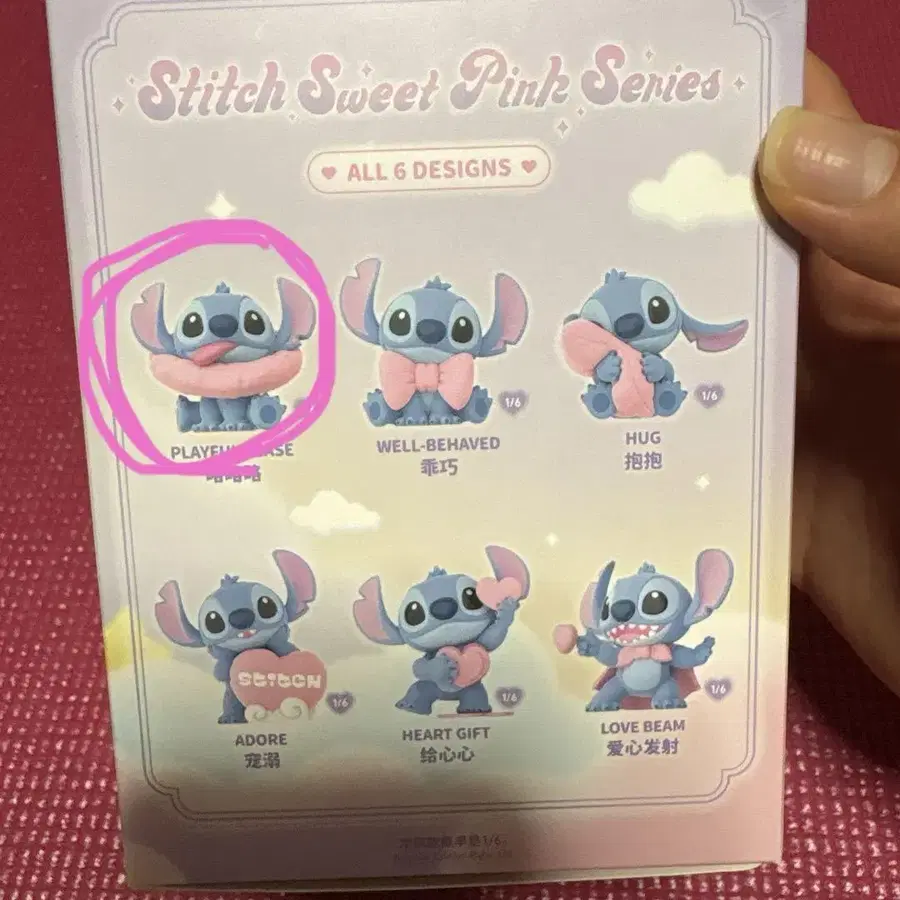 Stitch Sweet Pink Series
ALL 6 DESIGNS
1/6
1/6
WELL-BEHAVED
乖巧
HUG
抱抱
STITCH
1/6
1/6
1/6
ADORE
宠溺
HEART GIFT
给心心
LOVE BEAM
爱心发射
1/6